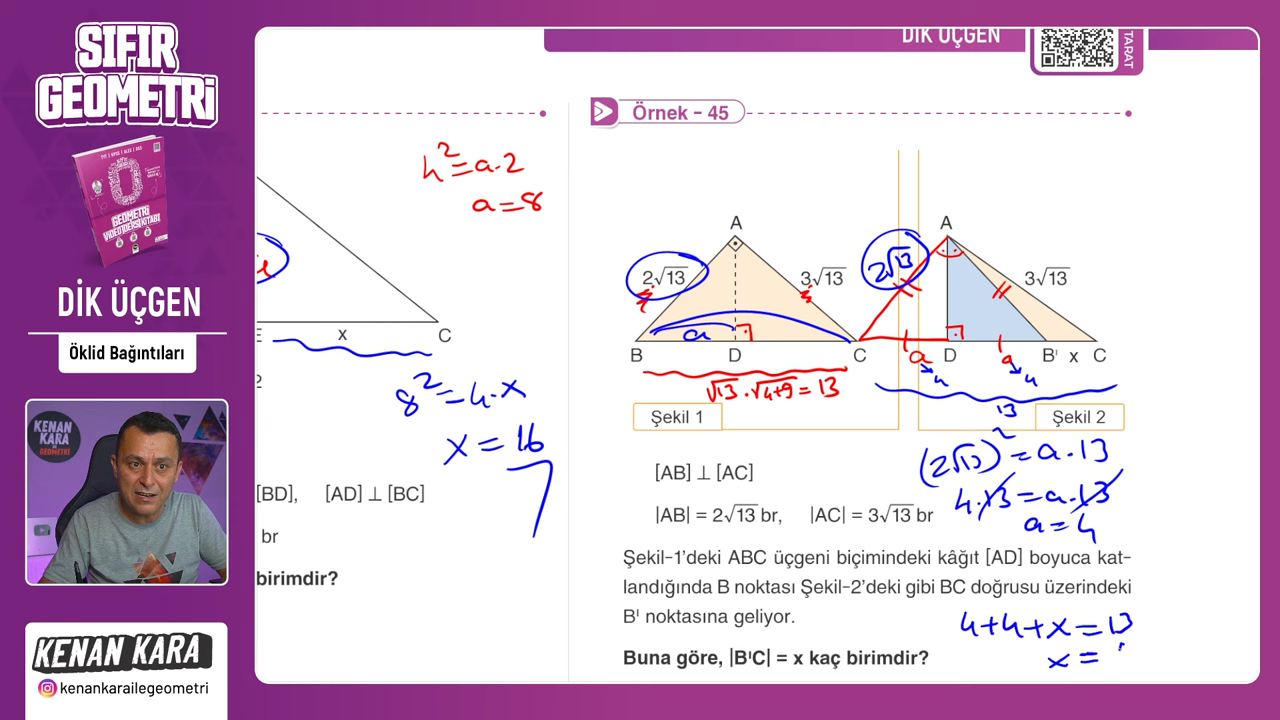 SIFIR
GEOMETRİ
DİK ÜÇGEN
Öklid Bağıntıları
KENAN
KARA
GEOMETRİ
KENAN KARA
kenankarailegeometri
DİK ÜÇGEN
TARAT
h² = a·2
a = 8
E
x
C
8² = 4·x
x = 16
[BD], [AD] ⊥ [BC]
br
birimdir?
Örnek - 45
A
2√13
3√13
a
B
D
C
√13 · √4+9 = 13
Şekil 1
A
2√13
3√13
a
a
D
B' x C
4
4
13
Şekil 2
(2√13)² = a·13
4·13 = a·13
a = 4
[AB] ⊥ [AC]
|AB| = 2√13 br, |AC| = 3√13 br
Şekil-1'deki ABC üçgeni biçimindeki kâğıt [AD] boyuca kat-
landığında B noktası Şekil-2'deki gibi BC doğrusu üzerindeki
B' noktasına geliyor.
4+4+x = 13
x =
Buna göre, |B'C| = x kaç birimdir?